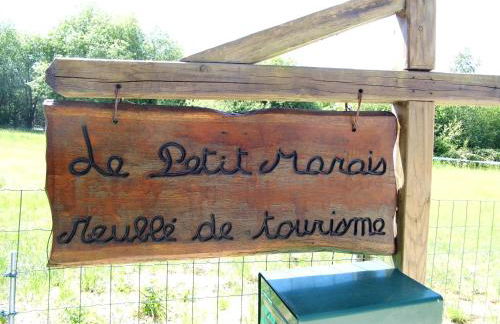 Le Petit Marais
Meublé de tourisme